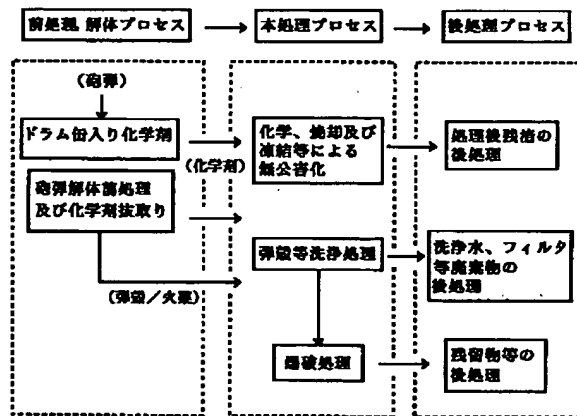 前処理,解体プロセス
本処理プロセス
後処理プロセス
(砲弾)
ドラム缶入り化学剤
(化学剤)
砲弾解体前処理
及び化学剤抜取り
(弾殻/火薬)
化学、焼却及び
凍結等による
無公害化
弾殻等洗浄処理
爆破処理
処理後残渣の
後処理
洗浄水、フィルタ
等廃棄物の
後処理
残留物等の
後処理